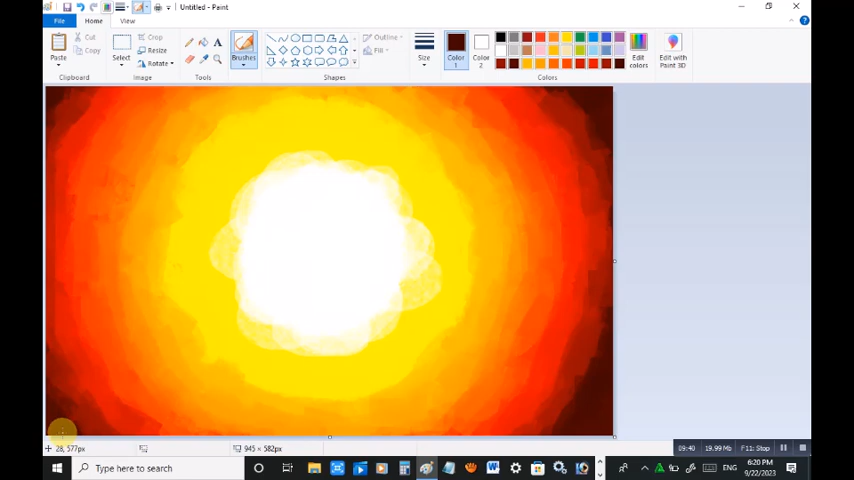 Untitled - Paint
File Home View
Cut
Copy
Paste
Clipboard
Select
Crop
Resize
Rotate
Image
A
Tools
Brushes
Outline
Fill
Shapes
Size
Color 1
Color 2
Edit colors
Colors
Edit with Paint 3D
28, 577px
945 × 582px
09:40 19.99 Mb F11: Stop
Type here to search
ENG
6:20 PM
9/22/2023